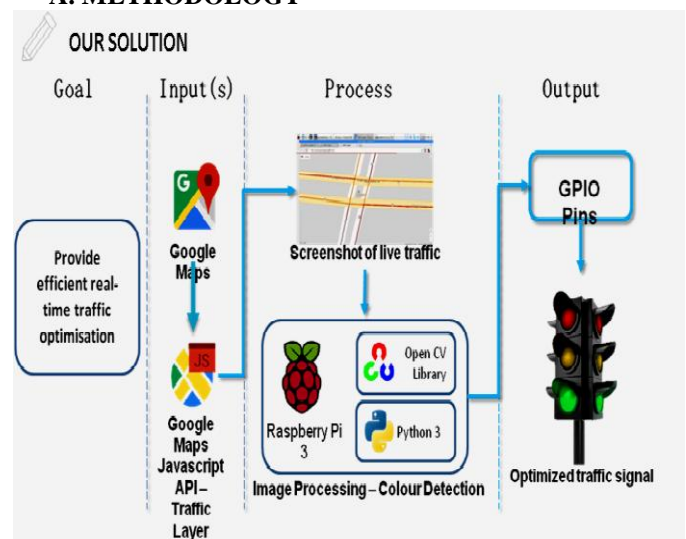 A. METHODOLOGY
OUR SOLUTION
Goal
Input(s)
Process
Output
Provide
efficient real-
time traffic
optimisation
G
Google
Maps
JS
Google
Maps
Javascript
API–
Traffic
Layer
Screenshot of live traffic
Raspberry Pi
3
Open CV
Library
Python 3
Image Processing–Colour Detection
GPIO
Pins
Optimized traffic signal